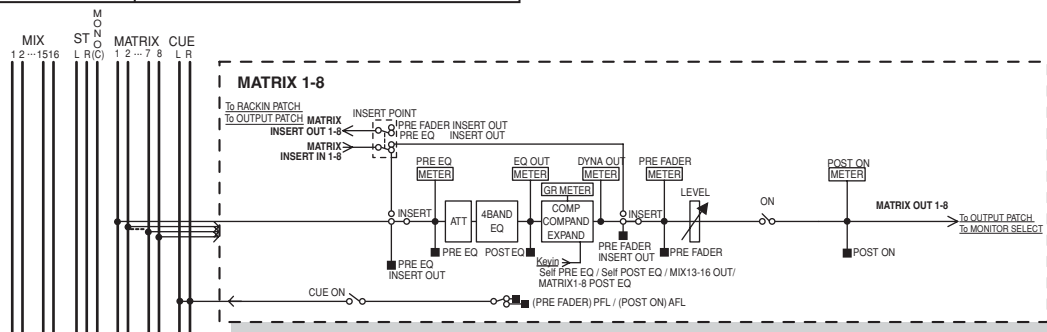 MIX
ST
MONO
(C)
MATRIX
CUE
1 2 ··· 1516
L R
1 2 ··· 7 8
L R
MATRIX 1-8
To RACKIN PATCH
To OUTPUT PATCH
MATRIX
INSERT OUT 1-8
MATRIX
INSERT IN 1-8
INSERT POINT
PRE FADER INSERT OUT
PRE EQ INSERT OUT
PRE EQ
METER
EQ OUT
METER
DYNA OUT
METER
PRE FADER
METER
POST ON
METER
GR METER
LEVEL
ON
INSERT
ATT
4BAND
EQ
COMP
COMPAND
EXPAND
INSERT
MATRIX OUT 1-8
To OUTPUT PATCH
To MONITOR SELECT
PRE EQ
INSERT OUT
PRE EQ
POST EQ
PRE FADER
INSERT OUT
PRE FADER
POST ON
Keyin
Self PRE EQ / Self POST EQ / MIX13-16 OUT/
MATRIX1-8 POST EQ
CUE ON
(PRE FADER) PFL / (POST ON) AFL